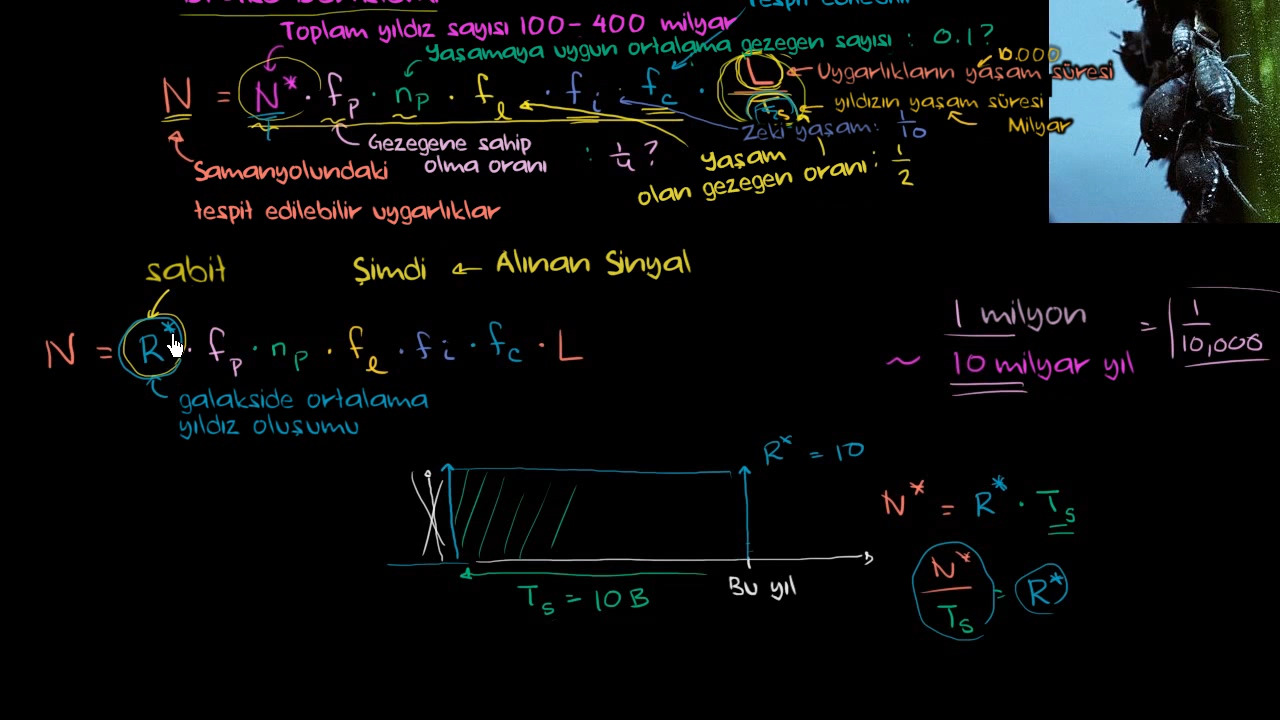 Toplam yıldız sayısı 100 - 400 milyar
Yaşamaya uygun ortalama gezegen sayısı : 0.1?
N = N* · fp · np · fl · fi · fc · L / Ts
10.000
Uygarlıkların yaşam süresi
yıldızın yaşam süresi
Milyar
Zeki yaşam: 1/10
Gezegene sahip
olma oranı : 1/4 ?
yaşam
olan gezegen oranı : 1/2
Samanyolundaki
tespit edilebilir uygarlıklar
sabit
Şimdi ← Alınan Sinyal
N = R* · fp · np · fl · fi · fc · L
galakside ortalama
yıldız oluşumu
1 milyon
~ 10 milyar yıl
= 1/10,000
R* = 10
Bu yıl
Ts = 10 B
N* = R* · Ts
N*/Ts = R*